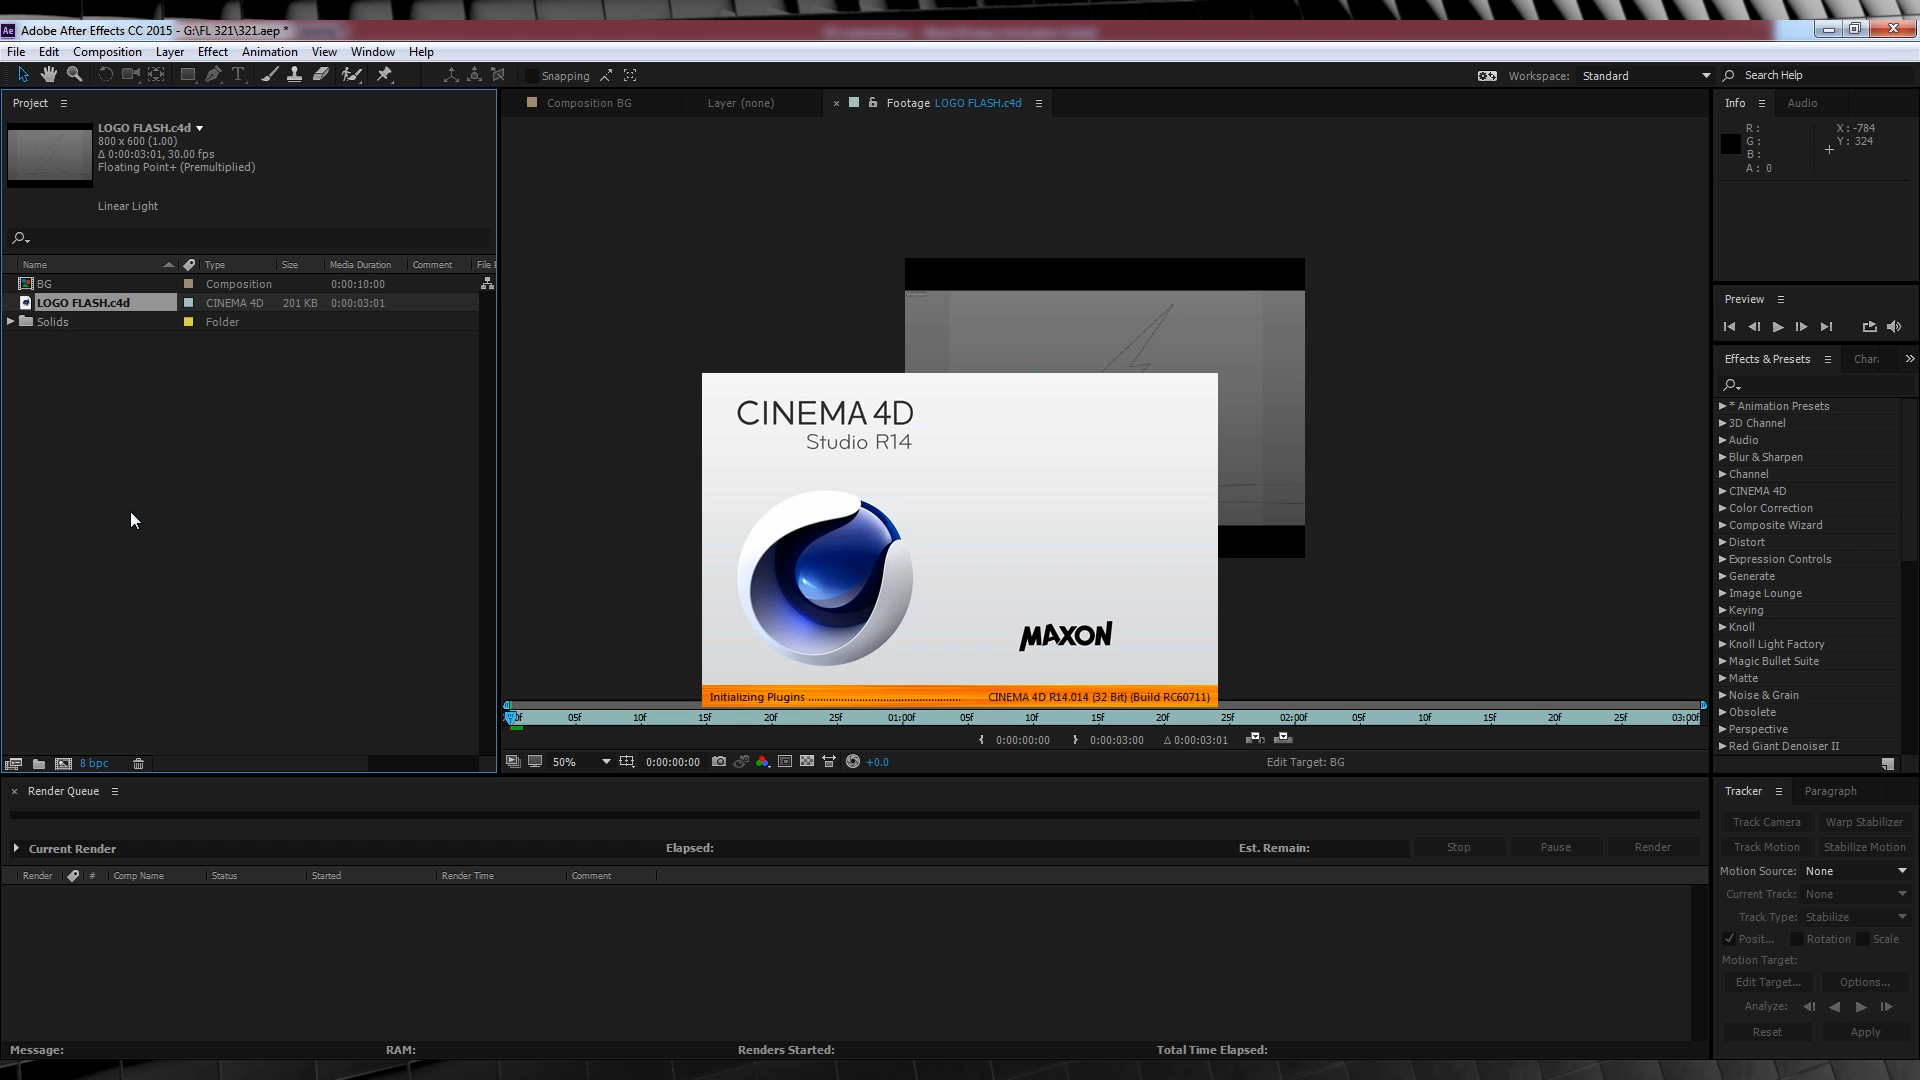 Ae Adobe After Effects CC 2015 - G:\FL 321\321.aep *
File Edit Composition Layer Effect Animation View Window Help
Snapping
Workspace: Standard
Search Help
Project
LOGO FLASH.c4d
800 x 600 (1.00)
Δ 0:00:03:01, 30.00 fps
Floating Point+ (Premultiplied)
Linear Light
Name Type Size Media Duration Comment File
BG Composition 0:00:10:00
LOGO FLASH.c4d CINEMA 4D 201 KB 0:00:03:01
Solids Folder
8 bpc
Composition BG
Layer (none)
× Footage LOGO FLASH.c4d
CINEMA 4D
Studio R14
MAXON
Initializing Plugins ..................................................... CINEMA 4D R14.014 (32 Bit) (Build RC60711)
05f 10f 15f 20f 25f 01:00f 05f 10f 15f 20f 25f 02:00f 05f 10f 15f 20f 25f 03:00f
{ 0:00:00:00 } 0:00:03:00 Δ 0:00:03:01
50% 0:00:00:00 +0.0 Edit Target: BG
Info Audio
R :
G :
B :
A : 0
X : -784
Y : 324
Preview
Effects & Presets Char
* Animation Presets
3D Channel
Audio
Blur & Sharpen
Channel
CINEMA 4D
Color Correction
Composite Wizard
Distort
Expression Controls
Generate
Image Lounge
Keying
Knoll
Knoll Light Factory
Magic Bullet Suite
Matte
Noise & Grain
Obsolete
Perspective
Red Giant Denoiser II
× Render Queue
Current Render Elapsed: Est. Remain: Stop Pause Render
Render # Comp Name Status Started Render Time Comment
Message: RAM: Renders Started: Total Time Elapsed:
Tracker Paragraph
Track Camera Warp Stabilizer
Track Motion Stabilize Motion
Motion Source: None
Current Track: None
Track Type: Stabilize
Posit... Rotation Scale
Motion Target:
Edit Target... Options...
Analyze:
Reset Apply